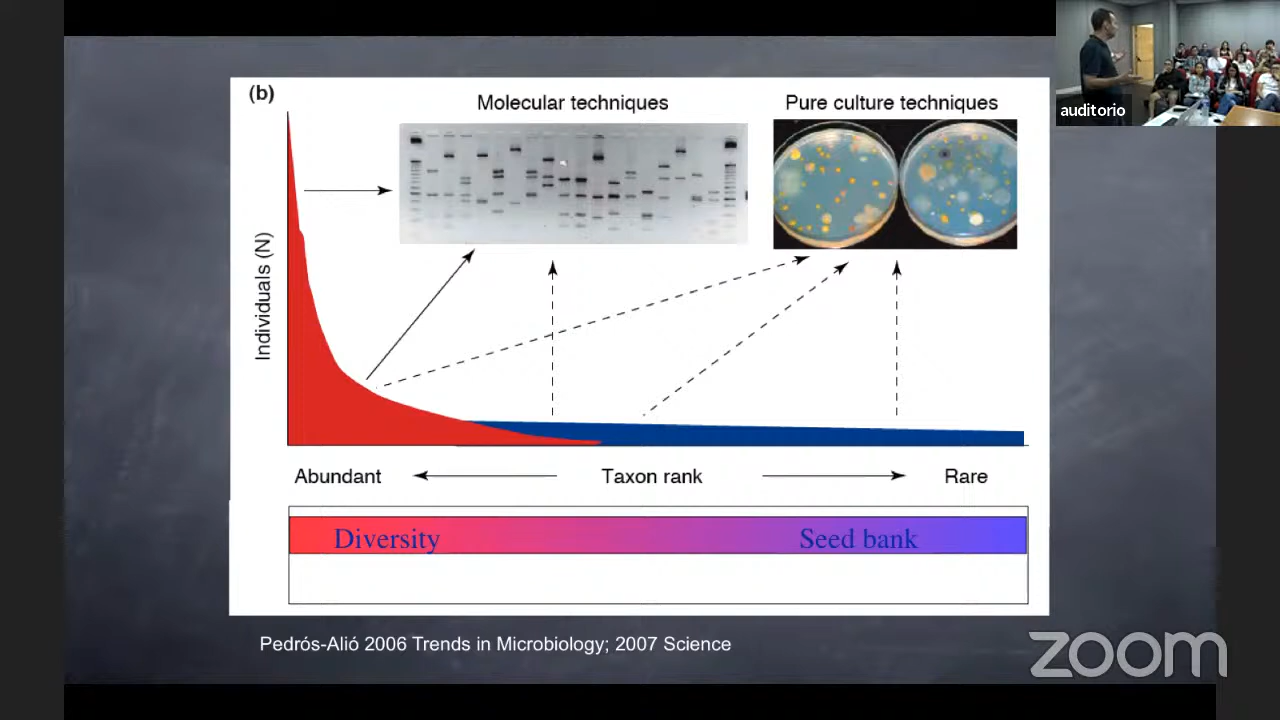 auditorio
(b)
Molecular techniques
Pure culture techniques
Individuals (N)
Abundant
Taxon rank
Rare
Diversity
Seed bank
Pedrós-Alió 2006 Trends in Microbiology; 2007 Science
zoom